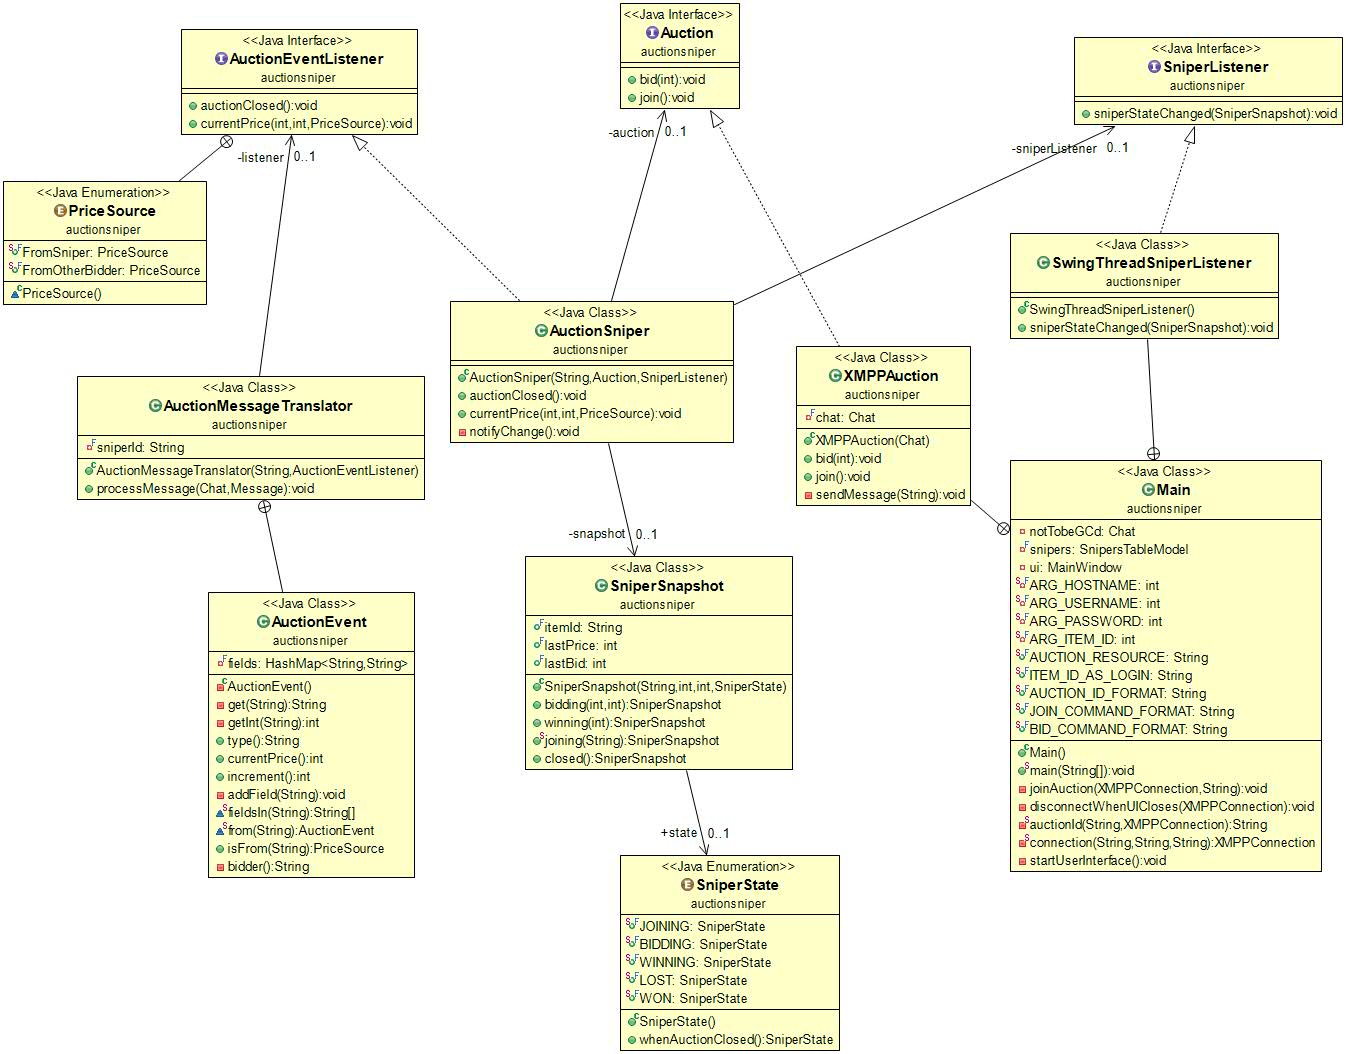 <<Java Interface>>
AuctionEventListener
auctionsniper
auctionClosed():void
currentPrice(int,int,PriceSource):void
<<Java Interface>>
Auction
auctionsniper
bid(int):void
join():void
<<Java Interface>>
SniperListener
auctionsniper
sniperStateChanged(SniperSnapshot):void
-listener 0..1
-auction 0..1
-sniperListener 0..1
<<Java Enumeration>>
PriceSource
auctionsniper
FromSniper: PriceSource
FromOtherBidder: PriceSource
PriceSource()
<<Java Class>>
SwingThreadSniperListener
auctionsniper
SwingThreadSniperListener()
sniperStateChanged(SniperSnapshot):void
<<Java Class>>
AuctionSniper
auctionsniper
AuctionSniper(String,Auction,SniperListener)
auctionClosed():void
currentPrice(int,int,PriceSource):void
notifyChange():void
<<Java Class>>
XMPPAuction
auctionsniper
chat: Chat
XMPPAuction(Chat)
bid(int):void
join():void
sendMessage(String):void
<<Java Class>>
AuctionMessageTranslator
auctionsniper
sniperId: String
AuctionMessageTranslator(String,AuctionEventListener)
processMessage(Chat,Message):void
<<Java Class>>
Main
auctionsniper
notTobeGCd: Chat
snipers: SnipersTableModel
ui: MainWindow
ARG_HOSTNAME: int
ARG_USERNAME: int
ARG_PASSWORD: int
ARG_ITEM_ID: int
AUCTION_RESOURCE: String
ITEM_ID_AS_LOGIN: String
AUCTION_ID_FORMAT: String
JOIN_COMMAND_FORMAT: String
BID_COMMAND_FORMAT: String
Main()
main(String[]):void
joinAuction(XMPPConnection,String):void
disconnectWhenUICloses(XMPPConnection):void
auctionId(String,XMPPConnection):String
connection(String,String,String):XMPPConnection
startUserInterface():void
-snapshot 0..1
<<Java Class>>
SniperSnapshot
auctionsniper
itemId: String
lastPrice: int
lastBid: int
SniperSnapshot(String,int,int,SniperState)
bidding(int,int):SniperSnapshot
winning(int):SniperSnapshot
joining(String):SniperSnapshot
closed():SniperSnapshot
<<Java Class>>
AuctionEvent
auctionsniper
fields: HashMap<String,String>
AuctionEvent()
get(String):String
getInt(String):int
type():String
currentPrice():int
increment():int
addField(String):void
fieldsIn(String):String[]
from(String):AuctionEvent
isFrom(String):PriceSource
bidder():String
+state 0..1
<<Java Enumeration>>
SniperState
auctionsniper
JOINING: SniperState
BIDDING: SniperState
WINNING: SniperState
LOST: SniperState
WON: SniperState
SniperState()
whenAuctionClosed():SniperState